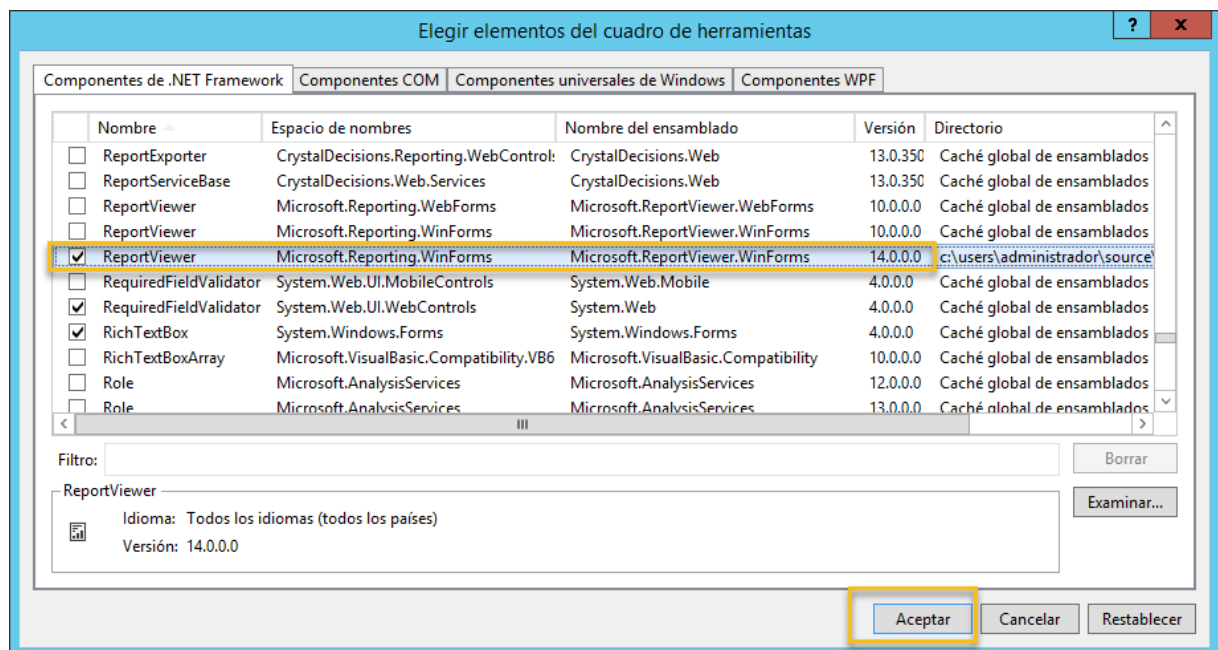 Elegir elementos del cuadro de herramientas ? x
Componentes de .NET Framework Componentes COM Componentes universales de Windows Componentes WPF
Nombre Espacio de nombres Nombre del ensamblado Versión Directorio
ReportExporter CrystalDecisions.Reporting.WebControl: CrystalDecisions.Web 13.0.350 Caché global de ensamblados
ReportServiceBase CrystalDecisions.Web.Services CrystalDecisions.Web 13.0.350 Caché global de ensamblados
ReportViewer Microsoft.Reporting.WebForms Microsoft.ReportViewer.WebForms 10.0.0.0 Caché global de ensamblados
ReportViewer Microsoft.Reporting.WinForms Microsoft.ReportViewer.WinForms 10.0.0.0 Caché global de ensamblados
ReportViewer Microsoft.Reporting.WinForms Microsoft.ReportViewer.WinForms 14.0.0.0 c:\users\administrador\source\
RequiredFieldValidator System.Web.UI.MobileControls System.Web.Mobile 4.0.0.0 Caché global de ensamblados
RequiredFieldValidator System.Web.UI.WebControls System.Web 4.0.0.0 Caché global de ensamblados
RichTextBox System.Windows.Forms System.Windows.Forms 4.0.0.0 Caché global de ensamblados
RichTextBoxArray Microsoft.VisualBasic.Compatibility.VB6 Microsoft.VisualBasic.Compatibility 10.0.0.0 Caché global de ensamblados
Role Microsoft.AnalysisServices Microsoft.AnalysisServices 12.0.0.0 Caché global de ensamblados
Role Microsoft.AnalysisServices Microsoft.AnalysisServices 13.0.0.0 Caché global de ensamblados
Filtro: Borrar
ReportViewer
Examinar...
Idioma: Todos los idiomas (todos los países)
Versión: 14.0.0.0
Aceptar Cancelar Restablecer